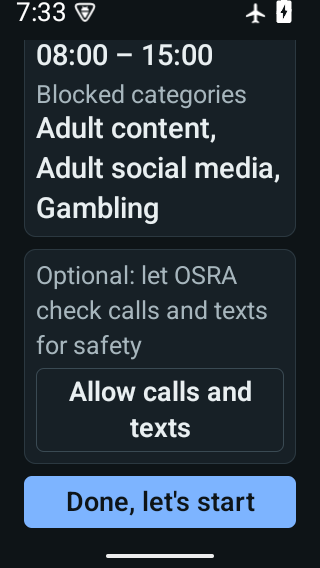 7:33
08:00 – 15:00
Blocked categories
Adult content,
Adult social media,
Gambling
Optional: let OSRA
check calls and texts
for safety
Allow calls and
texts
Done, let's start